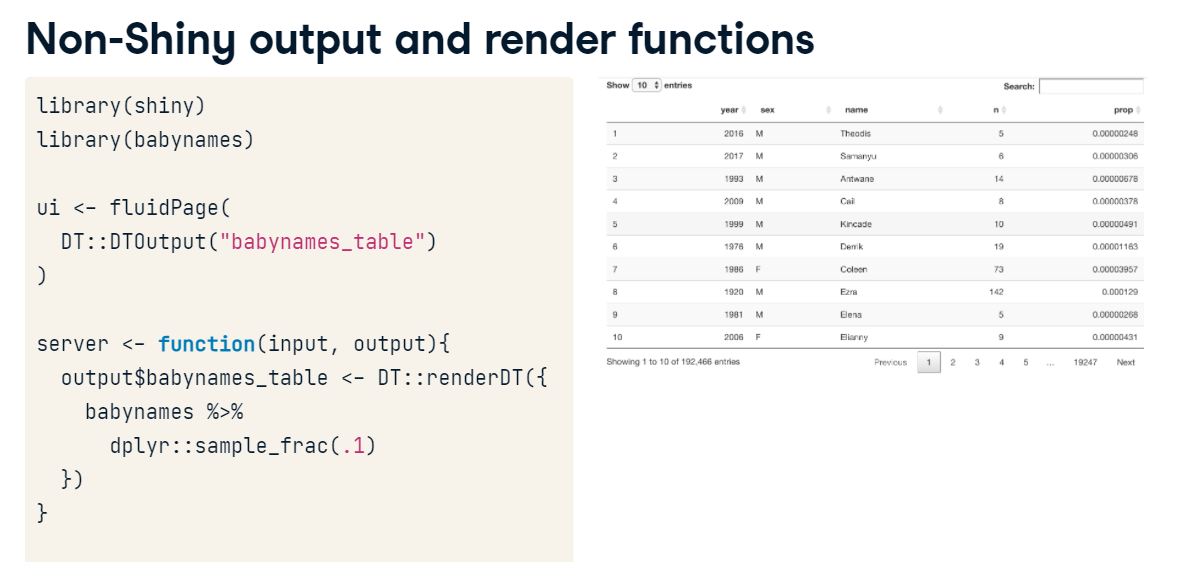 Non-Shiny output and render functions
library(shiny)
library(babynames)
ui <- fluidPage(
  DT::DTOutput("babynames_table")
)
server <- function(input, output){
  output$babynames_table <- DT::renderDT({
    babynames %>%
      dplyr::sample_frac(.1)
  })
}
Show 10 entries Search:
year sex name n prop
1 2016 M Theodis 5 0.00000248
2 2017 M Samanyu 6 0.00000306
3 1993 M Antwane 14 0.00000678
4 2009 M Cail 8 0.00000378
5 1999 M Kincade 10 0.00000491
6 1976 M Derrik 19 0.00001163
7 1986 F Coleen 73 0.00003957
8 1920 M Ezra 142 0.000129
9 1981 M Elena 5 0.00000268
10 2006 F Elianny 9 0.00000431
Showing 1 to 10 of 192,466 entries Previous 1 2 3 4 5 ... 19247 Next